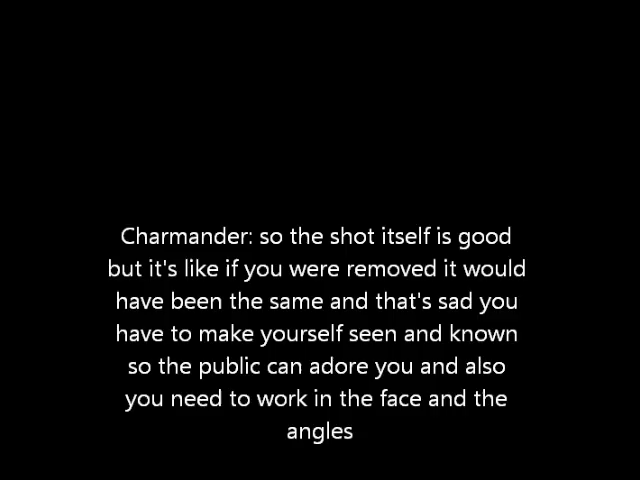 Charmander: so the shot itself is good
but it's like if you were removed it would
have been the same and that's sad you
have to make yourself seen and known
so the public can adore you and also
you need to work in the face and the
angles